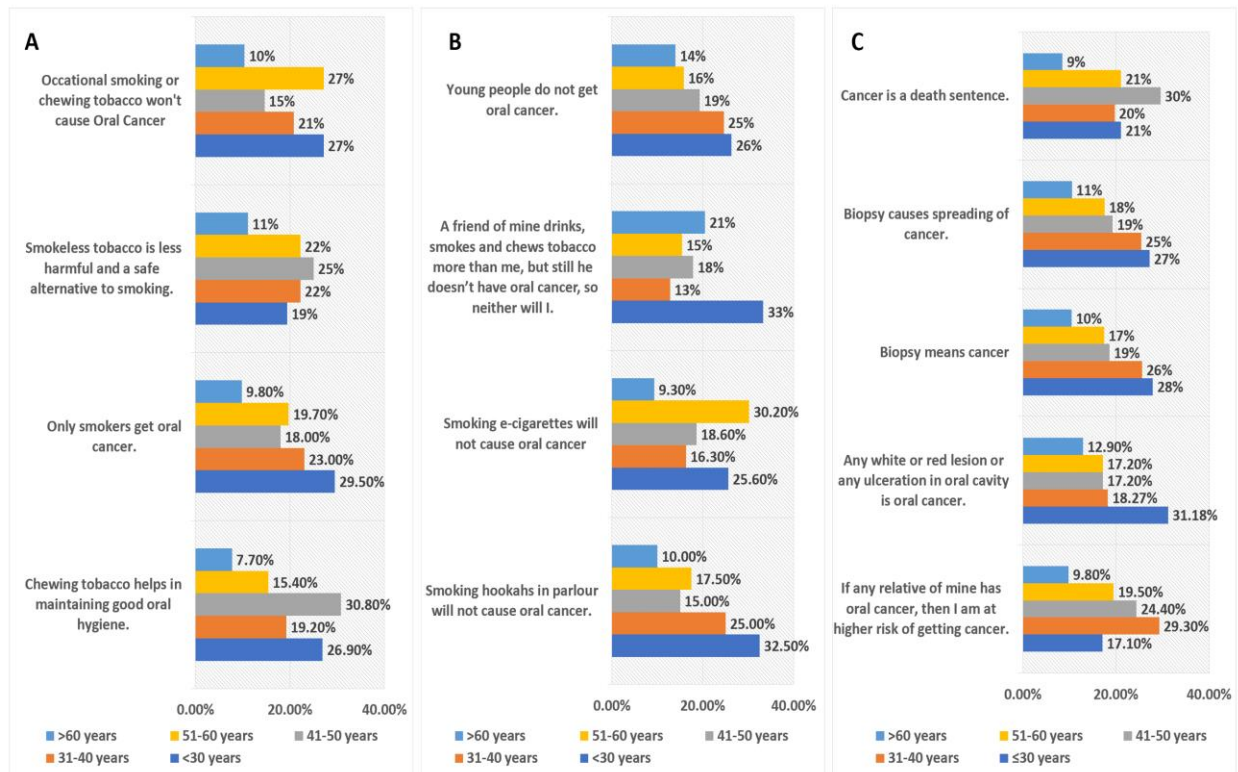 A
Occational smoking or
chewing tobacco won't
cause Oral Cancer
10%
27%
15%
21%
27%
Smokeless tobacco is less
harmful and a safe
alternative to smoking.
11%
22%
25%
22%
19%
Only smokers get oral
cancer.
9.80%
19.70%
18.00%
23.00%
29.50%
Chewing tobacco helps in
maintaining good oral
hygiene.
7.70%
15.40%
30.80%
19.20%
26.90%
0.00% 20.00% 40.00%
>60 years 51-60 years 41-50 years
31-40 years <30 years
B
Young people do not get
oral cancer.
14%
16%
19%
25%
26%
A friend of mine drinks,
smokes and chews tobacco
more than me, but still he
doesn’t have oral cancer, so
neither will I.
21%
15%
18%
13%
33%
Smoking e-cigarettes will
not cause oral cancer
9.30%
30.20%
18.60%
16.30%
25.60%
Smoking hookahs in parlour
will not cause oral cancer.
10.00%
17.50%
15.00%
25.00%
32.50%
0.00% 20.00% 40.00%
>60 years 51-60 years 41-50 years
31-40 years <30 years
C
Cancer is a death sentence.
9%
21%
30%
20%
21%
Biopsy causes spreading of
cancer.
11%
18%
19%
25%
27%
Biopsy means cancer
10%
17%
19%
26%
28%
Any white or red lesion or
any ulceration in oral cavity
is oral cancer.
12.90%
17.20%
17.20%
18.27%
31.18%
If any relative of mine has
oral cancer, then I am at
higher risk of getting cancer.
9.80%
19.50%
24.40%
29.30%
17.10%
0.00% 20.00% 40.00%
>60 years 51-60 years 41-50 years
31-40 years ≤30 years